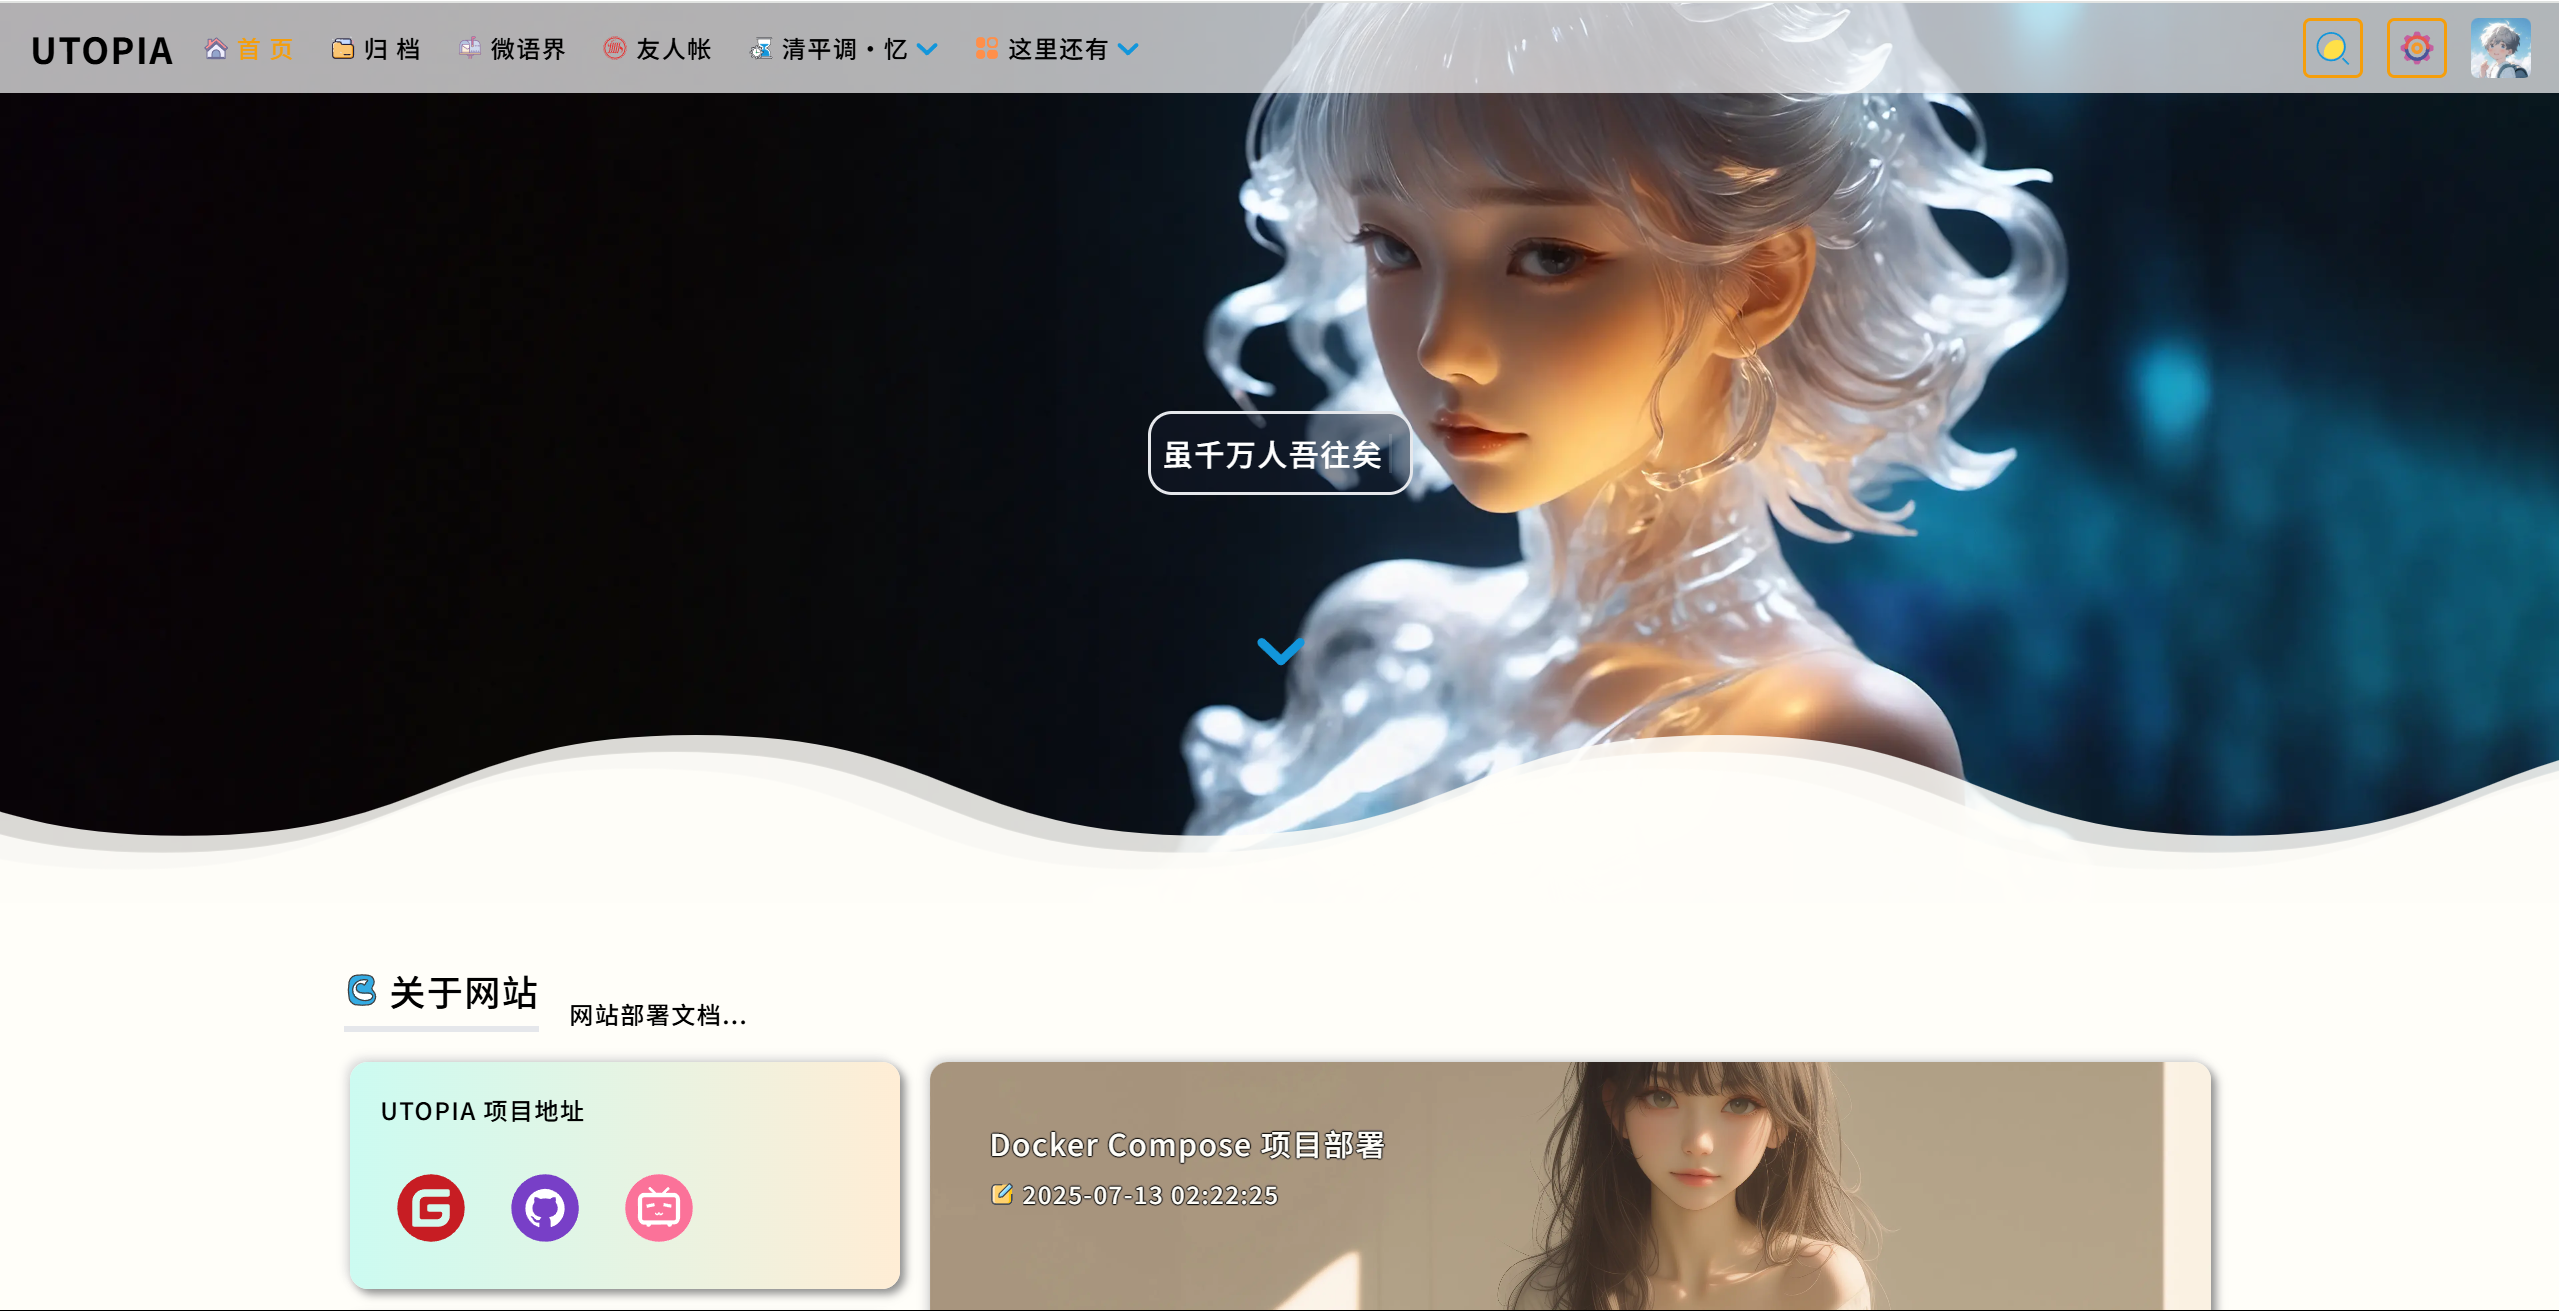 UTOPIA 首 页 归 档 微语界 友人帐 清平调·忆 这里还有
虽千万人吾往矣
关于网站 网站部署文档...
UTOPIA 项目地址
Docker Compose 项目部署
2025-07-13 02:22:25